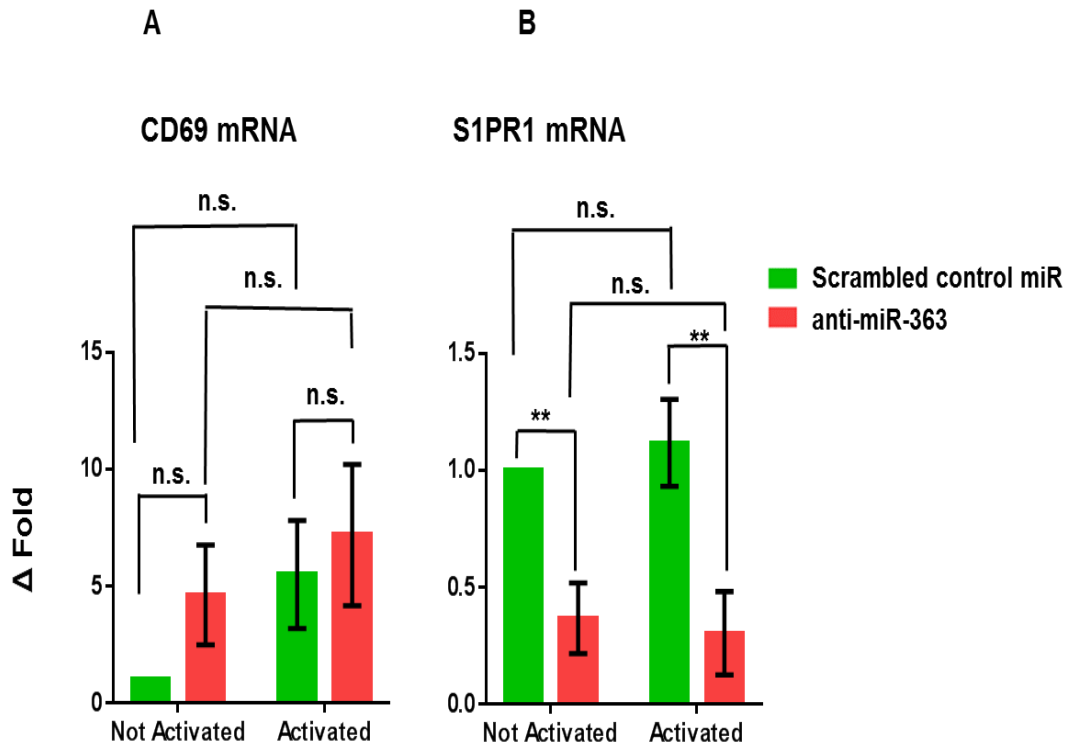 A
B
CD69 mRNA
S1PR1 mRNA
n.s.
n.s.
n.s.
n.s.
n.s.
n.s.
**
**
Scrambled control miR
anti-miR-363
Δ Fold
15
10
5
0
1.5
1.0
0.5
0.0
Not Activated
Activated
Not Activated
Activated